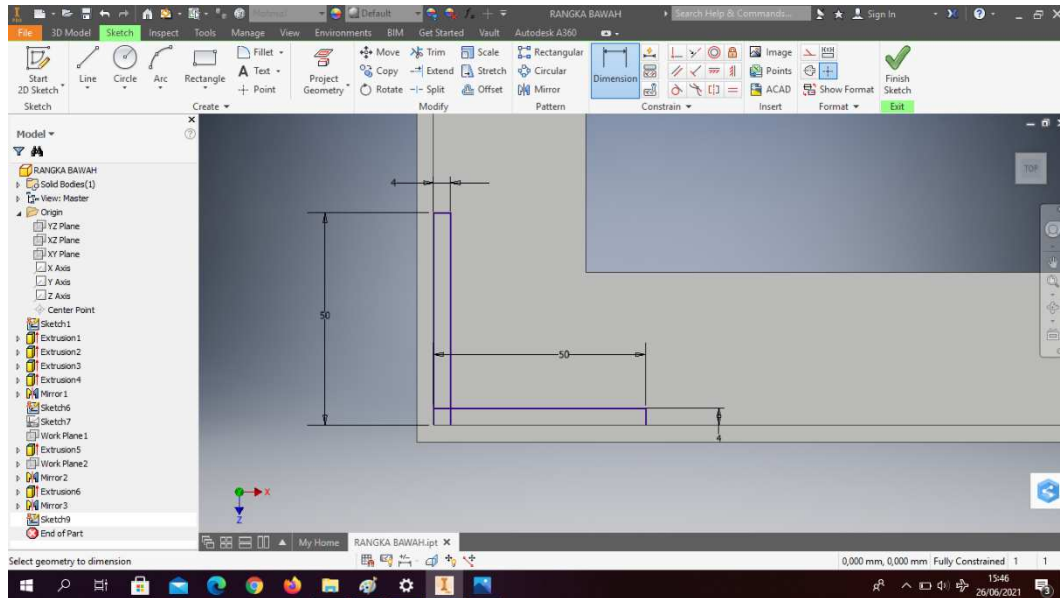 Material Default RANGKA BAWAH Search Help & Commands... Sign In
File 3D Model Sketch Inspect Tools Manage View Environments BIM Get Started Vault Autodesk A360
Start 2D Sketch Line Circle Arc Rectangle Fillet Text Point Project Geometry Move Copy Rotate Trim Extend Split Scale Stretch Offset Rectangular Circular Mirror Dimension Image Points ACAD Show Format Finish Sketch
Sketch Create Modify Pattern Constrain Insert Format Exit
Model
RANGKA BAWAH
Solid Bodies(1)
View: Master
Origin
YZ Plane
XZ Plane
XY Plane
X Axis
Y Axis
Z Axis
Center Point
Sketch1
Extrusion1
Extrusion2
Extrusion3
Extrusion4
Mirror1
Sketch6
Sketch7
Work Plane1
Extrusion5
Work Plane2
Mirror2
Extrusion6
Mirror3
Sketch9
End of Part
TOP
4
50
50
4
X
Z
My Home RANGKA BAWAH.ipt
Select geometry to dimension 0,000 mm, 0,000 mm Fully Constrained 1 1
15:46
26/06/2021